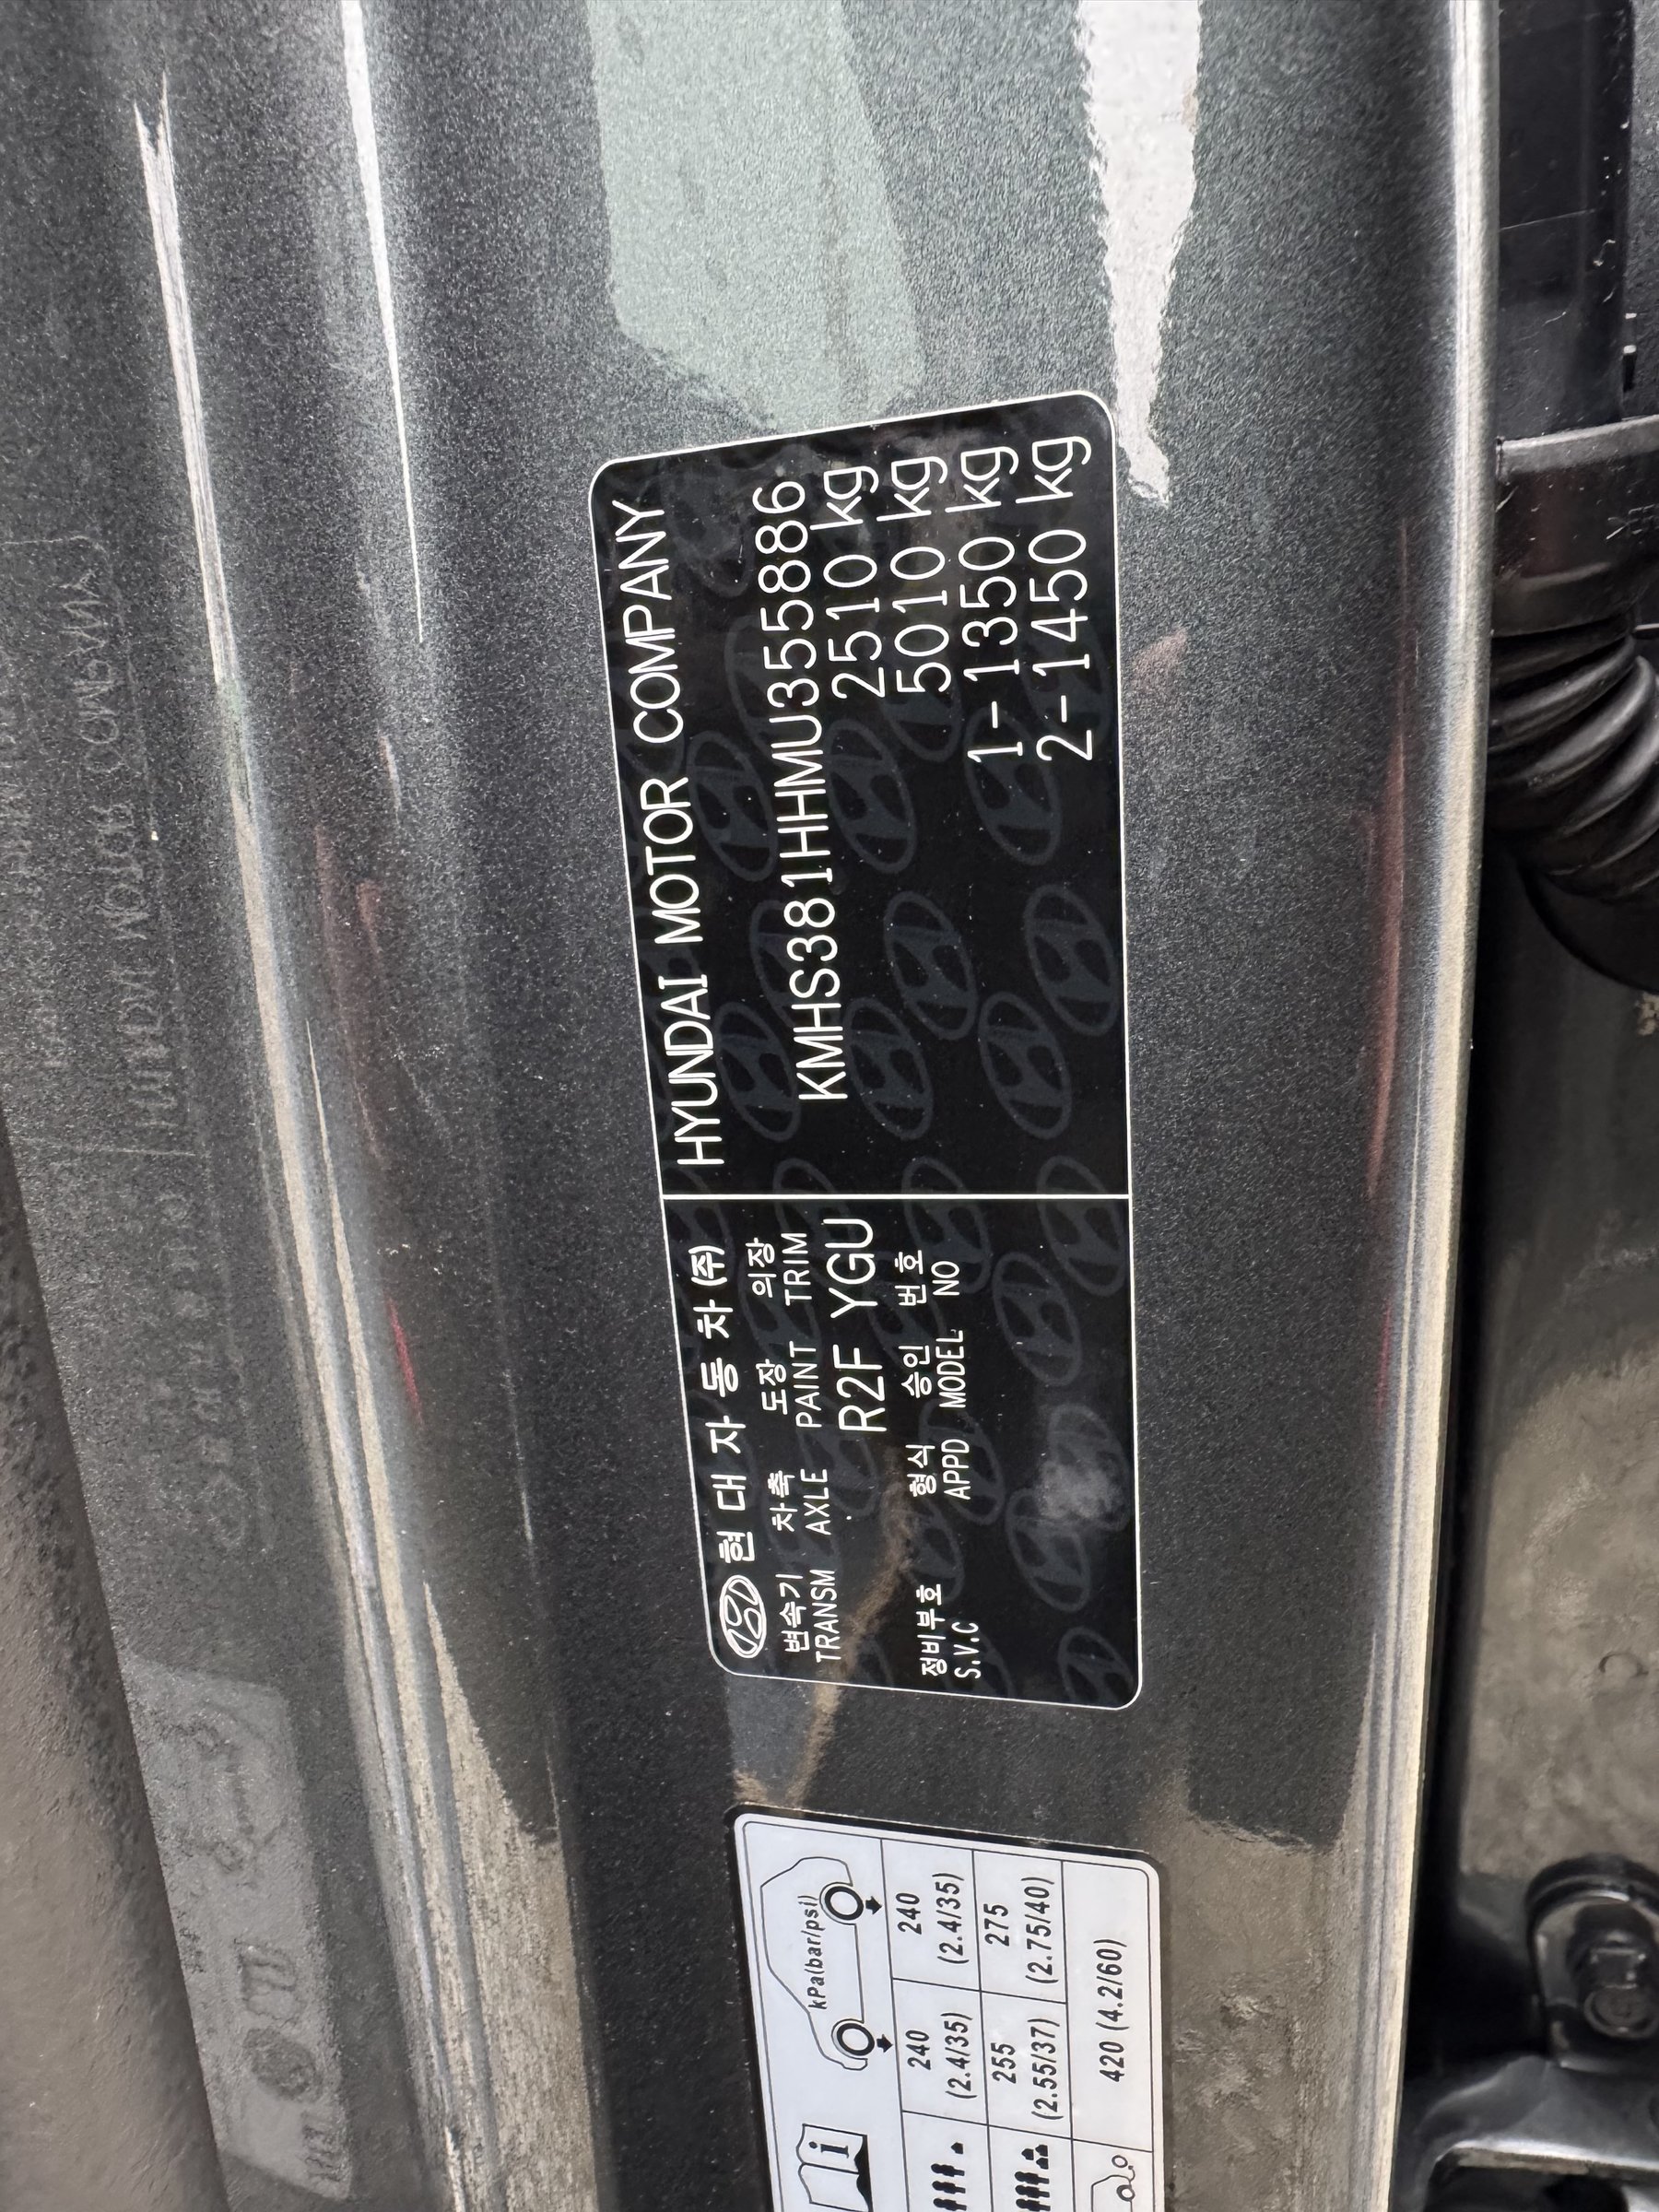 현대자동차(주)
변속기 차축 도장 의장
TRANSM AXLE PAINT TRIM
R2F YGU
정비부호 형식 승인 번호
S.V.C APPD MODEL NO
HYUNDAI MOTOR COMPANY
KMHS381HHMU355886
2510 kg
5010 kg
1-1350 kg
2-1450 kg
i
kPa(bar/psi)
240 240
(2.4/35) (2.4/35)
255 275
(2.55/37) (2.75/40)
420 (4.2/60)